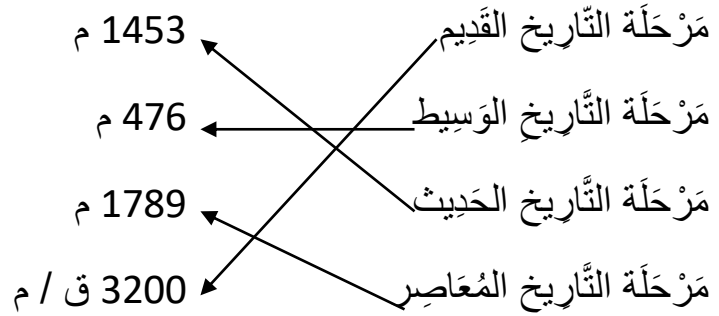 مَرْحَلَة التّارِيخ القَدِيم 1453 م
مَرْحَلَة التَّارِيخِ الوَسِيط 476 م
مَرْحَلَة التَّارِيخ الحَدِيث 1789 م
مَرْحَلَة التَّارِيخ المُعَاصِر 3200 ق / م